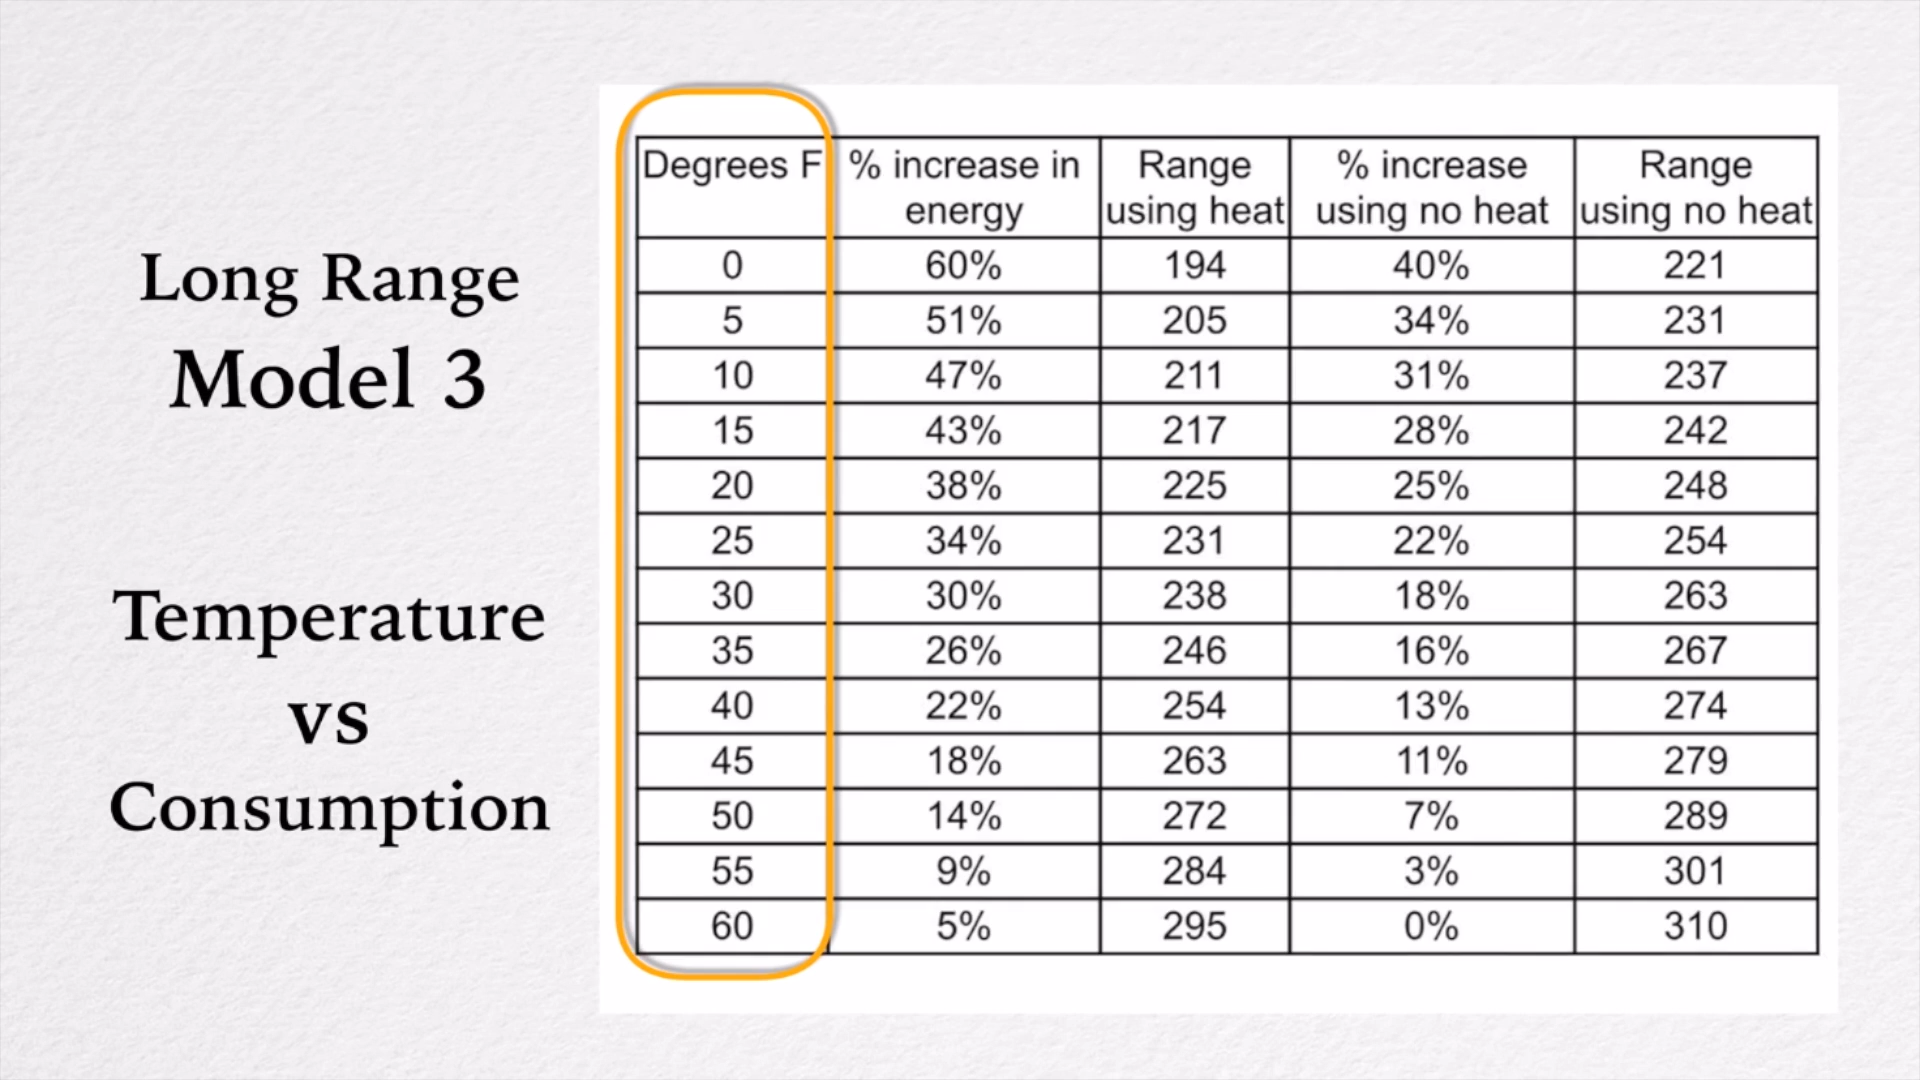 Long Range
Model 3
Temperature
vs
Consumption
Degrees F % increase in energy Range using heat % increase using no heat Range using no heat
0 60% 194 40% 221
5 51% 205 34% 231
10 47% 211 31% 237
15 43% 217 28% 242
20 38% 225 25% 248
25 34% 231 22% 254
30 30% 238 18% 263
35 26% 246 16% 267
40 22% 254 13% 274
45 18% 263 11% 279
50 14% 272 7% 289
55 9% 284 3% 301
60 5% 295 0% 310